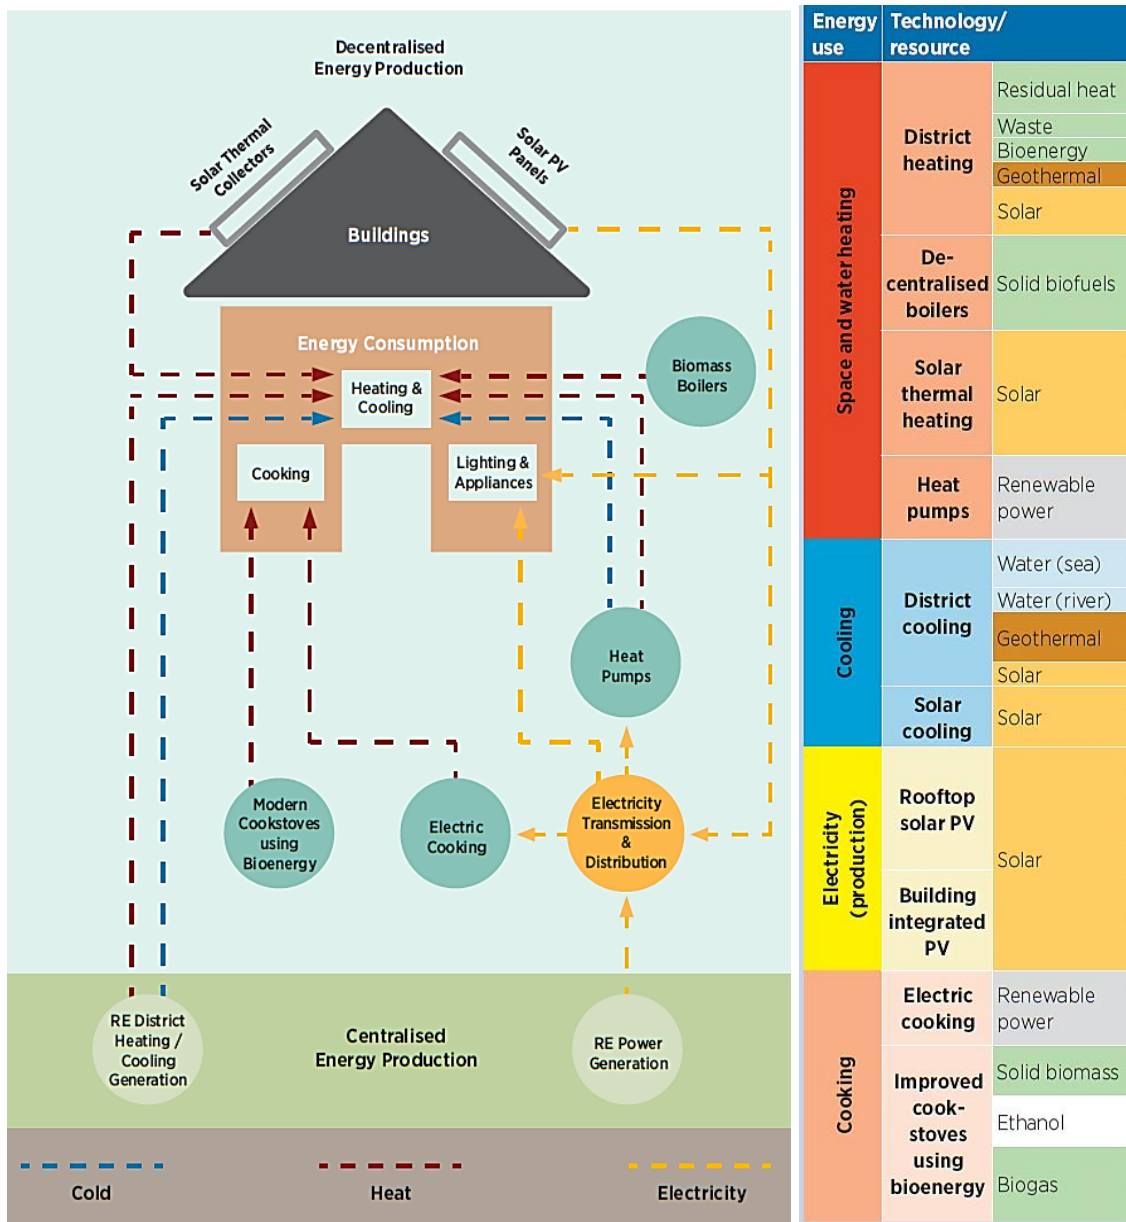 Decentralised
Energy Production
Solar Thermal
Collectors
Solar PV
Panels
Buildings
Energy Consumption
Heating &
Cooling
Biomass
Boilers
Cooking
Lighting &
Appliances
Heat
Pumps
Modern
Cookstoves
using
Bioenergy
Electric
Cooking
Electricity
Transmission
&
Distribution
RE District
Heating /
Cooling
Generation
Centralised
Energy Production
RE Power
Generation
Cold
Heat
Electricity
Energy
use
Technology/
resource
Space and water heating
District
heating
Residual heat
Waste
Bioenergy
Geothermal
Solar
De-
centralised
boilers
Solid biofuels
Solar
thermal
heating
Solar
Heat
pumps
Renewable
power
Cooling
District
cooling
Water (sea)
Water (river)
Geothermal
Solar
Solar
cooling
Solar
Electricity
(production)
Rooftop
solar PV
Building
integrated
PV
Solar
Cooking
Electric
cooking
Renewable
power
Improved
cook-
stoves
using
bioenergy
Solid biomass
Ethanol
Biogas